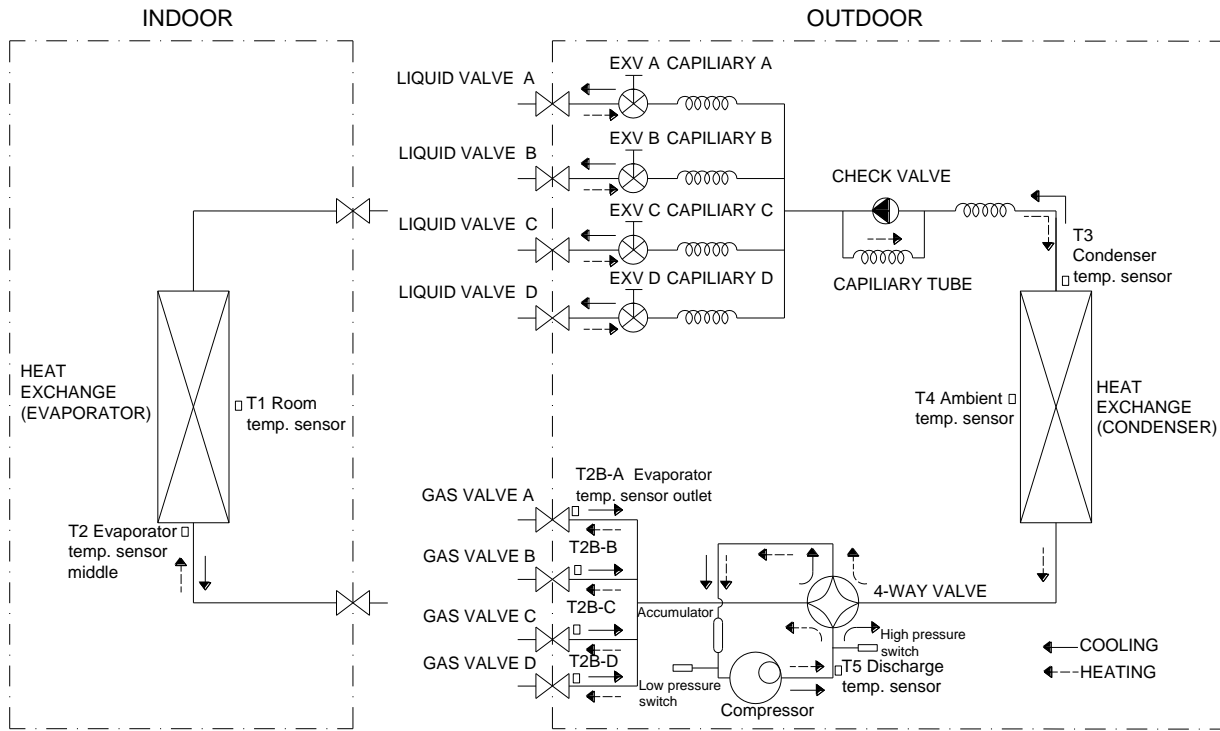 INDOOR
OUTDOOR
LIQUID VALVE A
EXV A CAPILIARY A
LIQUID VALVE B
EXV B CAPILIARY B
LIQUID VALVE C
EXV C CAPILIARY C
LIQUID VALVE D
EXV D CAPILIARY D
CHECK VALVE
CAPILIARY TUBE
T3
Condenser
temp. sensor
HEAT
EXCHANGE
(EVAPORATOR)
T1 Room
temp. sensor
T4 Ambient
temp. sensor
HEAT
EXCHANGE
(CONDENSER)
T2 Evaporator
temp. sensor
middle
GAS VALVE A
T2B-A Evaporator
temp. sensor outlet
GAS VALVE B
T2B-B
GAS VALVE C
T2B-C
GAS VALVE D
T2B-D
Accumulator
4-WAY VALVE
High pressure
switch
Low pressure
switch
T5 Discharge
temp. sensor
Compressor
COOLING
HEATING